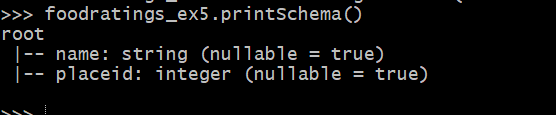 >>> foodratings_ex5.printSchema()
root
 |-- name: string (nullable = true)
 |-- placeid: integer (nullable = true)

>>>